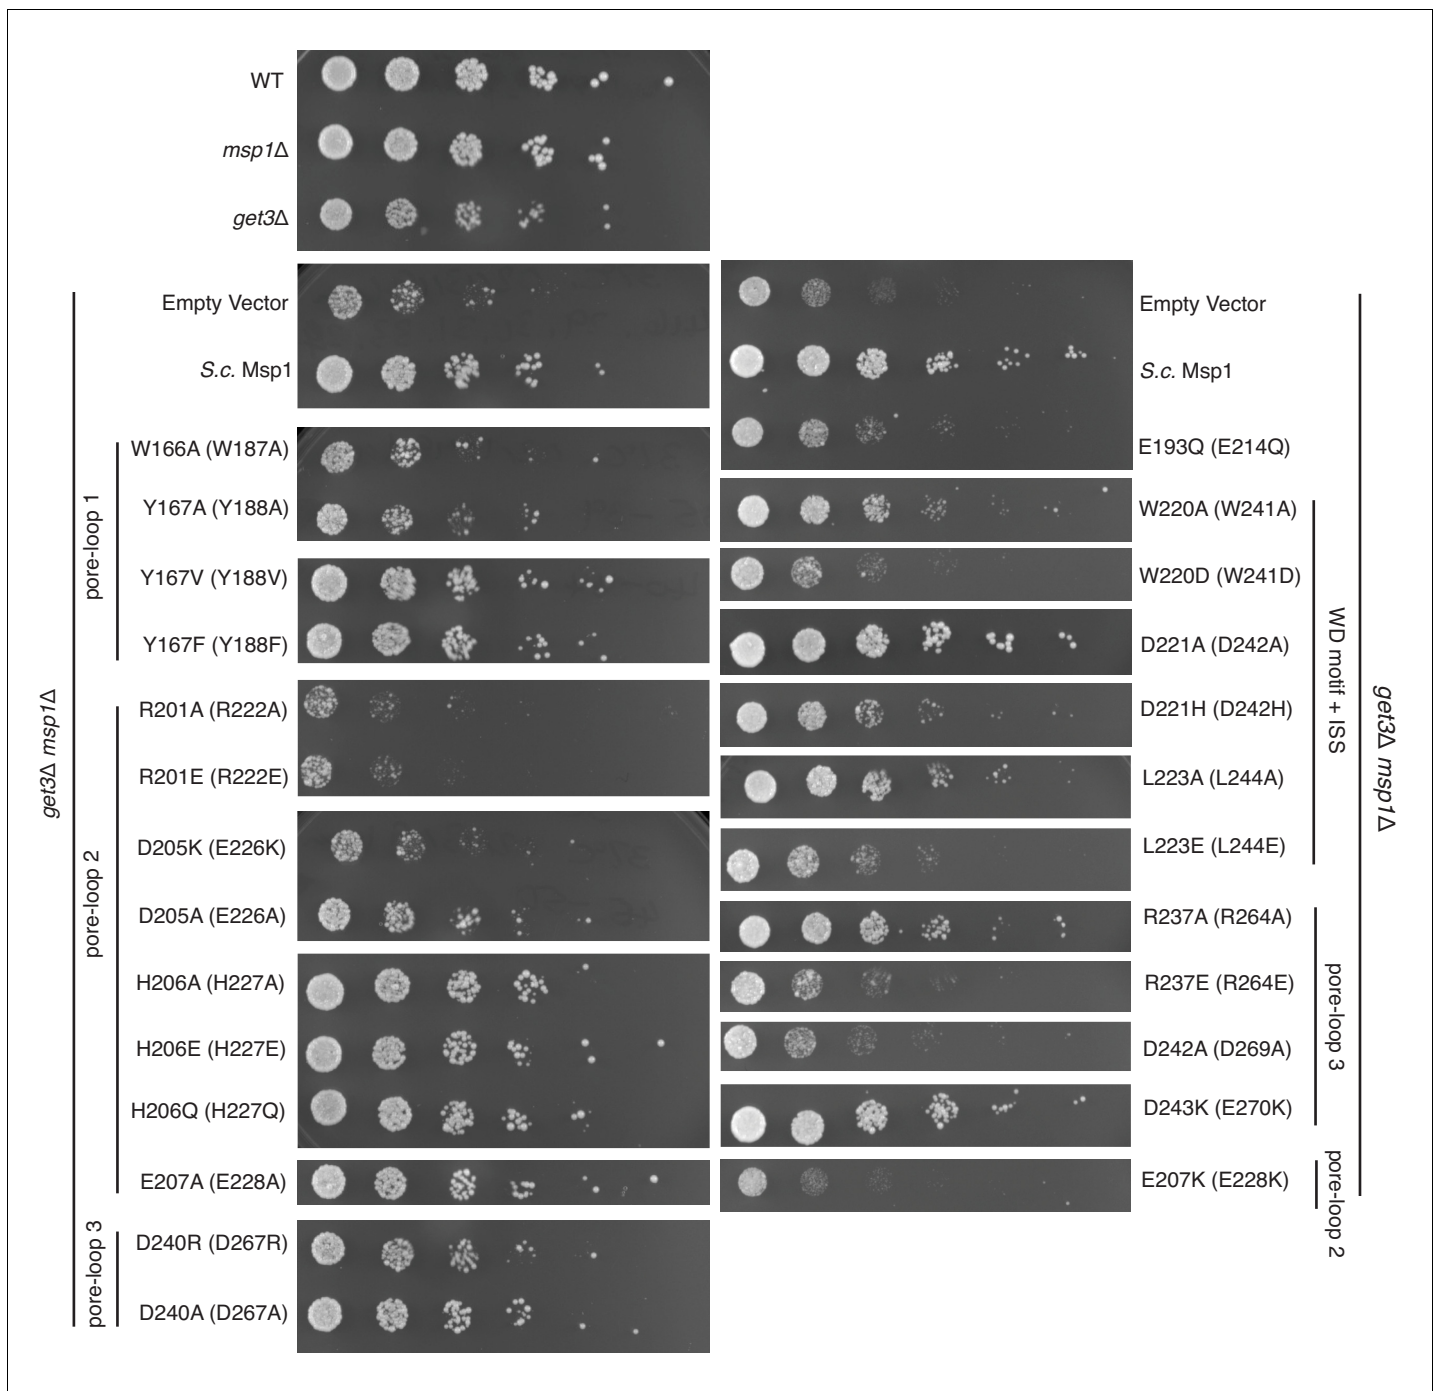 WT
msp1Δ
get3Δ
Empty Vector
S.c. Msp1
W166A (W187A)
Y167A (Y188A)
Y167V (Y188V)
Y167F (Y188F)
R201A (R222A)
R201E (R222E)
D205K (E226K)
D205A (E226A)
H206A (H227A)
H206E (H227E)
H206Q (H227Q)
E207A (E228A)
D240R (D267R)
D240A (D267A)
pore-loop 1
pore-loop 2
pore-loop 3
get3Δ msp1Δ
Empty Vector
S.c. Msp1
E193Q (E214Q)
W220A (W241A)
W220D (W241D)
D221A (D242A)
D221H (D242H)
L223A (L244A)
L223E (L244E)
R237A (R264A)
R237E (R264E)
D242A (D269A)
D243K (E270K)
E207K (E228K)
WD motif + ISS
pore-loop 3
pore-loop 2
get3Δ msp1Δ